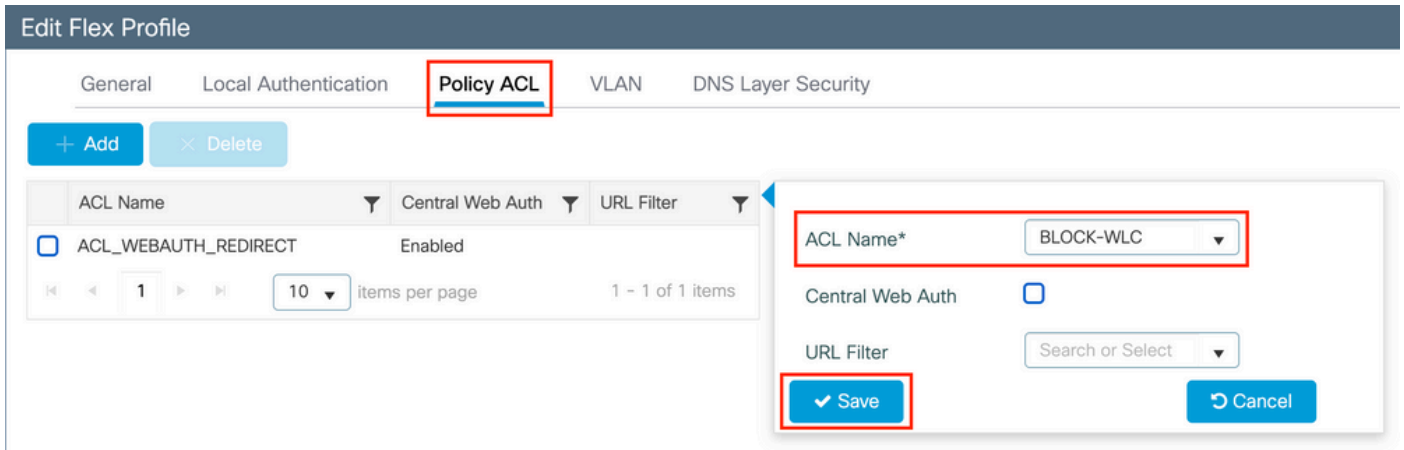 Edit Flex Profile
General Local Authentication Policy ACL VLAN DNS Layer Security
+ Add × Delete
ACL Name Central Web Auth URL Filter
ACL_WEBAUTH_REDIRECT Enabled
1 10 items per page 1 - 1 of 1 items
ACL Name* BLOCK-WLC
Central Web Auth
URL Filter Search or Select
Save Cancel